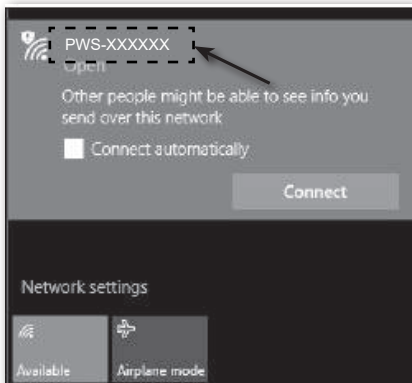 PWS-XXXXXX
Open
Other people might be able to see info you
send over this network
Connect automatically
Connect
Network settings
Available
Airplane mode